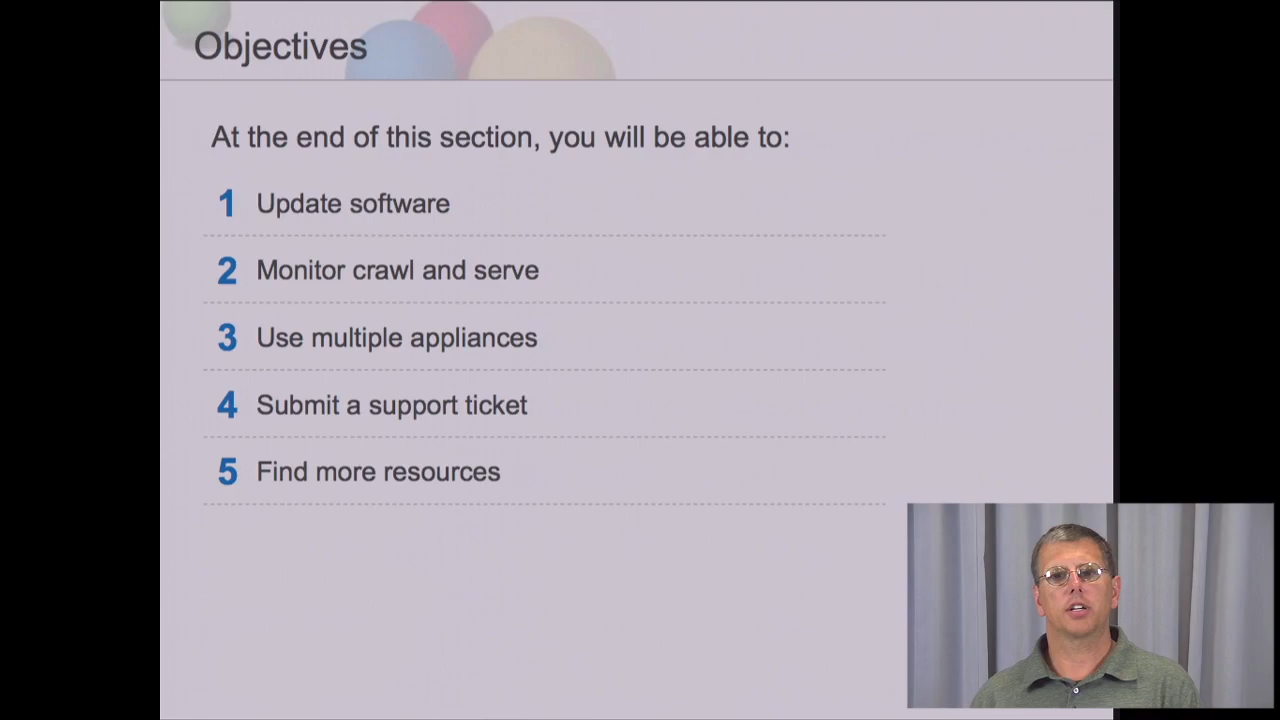 Objectives
At the end of this section, you will be able to:
1 Update software
2 Monitor crawl and serve
3 Use multiple appliances
4 Submit a support ticket
5 Find more resources